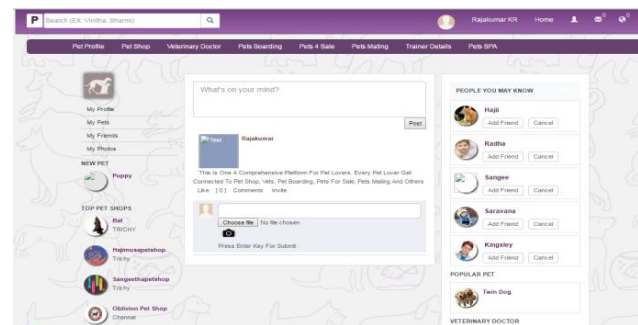 P
Search (EX: Vinitha, Sharmi)
Rajakumar KR
Home
Pet Profile
Pet Shop
Veterinary Doctor
Pets Boarding
Pets 4 Sale
Pets Mating
Trainer Details
Pets SPA
My Profile
My Pets
My Friends
My Photos
NEW PET
Puppy
TOP PET SHOPS
Bat
TRICHY
Hajimusapetshop
Trichy
Sangeethapetshop
Trichy
Oblivion Pet Shop
Chennai
What's on your mind?
Post
Test
Rajakumar
This Is One A Comprehensive Platform For Pet Lovers. Every Pet Lover Get
Connected To Pet Shop, Vets, Pet Boarding, Pets For Sale, Pets Mating And Others
Like [0] Comments Invite
Choose file No file chosen
Press Enter Key For Submit
PEOPLE YOU MAY KNOW
Haji
Add Friend Cancel
Radha
Add Friend Cancel
Sangee
Add Friend Cancel
Saravana
Add Friend Cancel
Kingsley
Add Friend Cancel
POPULAR PET
Twin Dog
VETERINARY DOCTOR